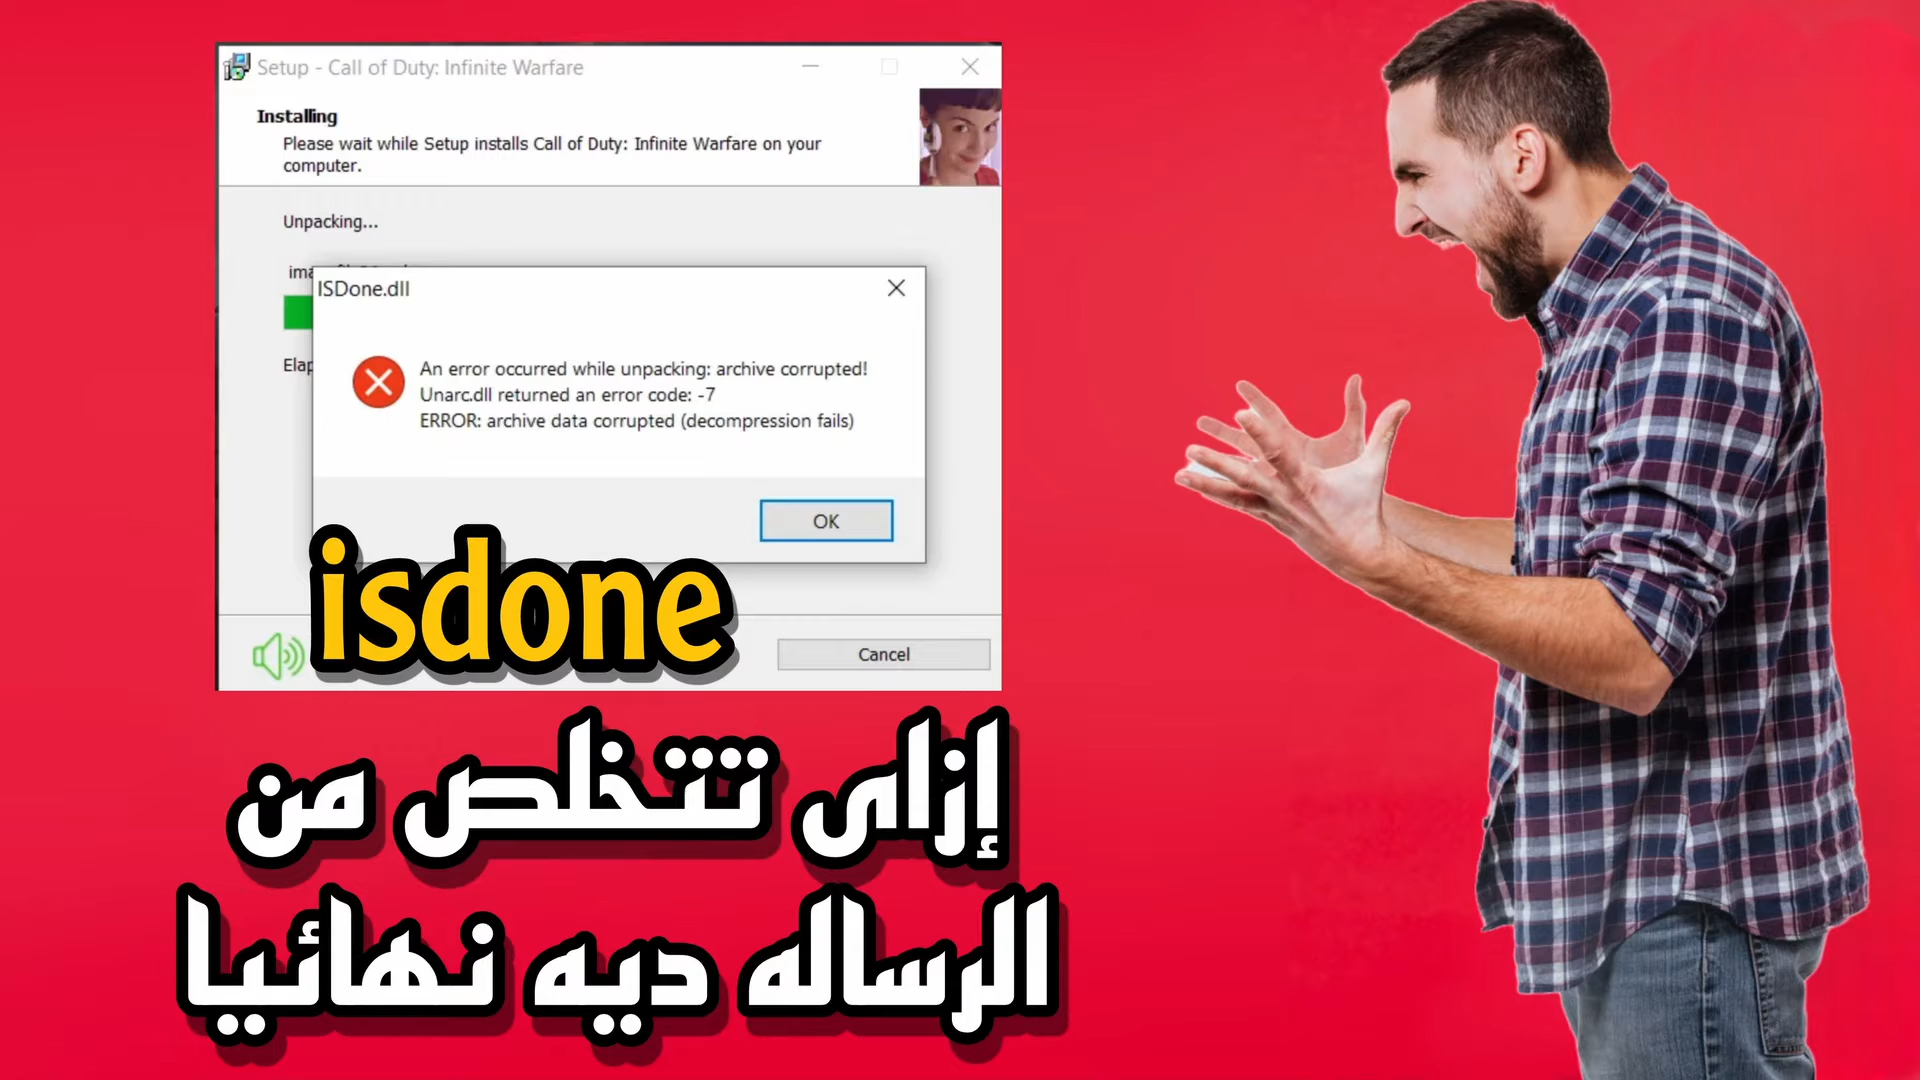 Setup - Call of Duty: Infinite Warfare
Installing
Please wait while Setup installs Call of Duty: Infinite Warfare on your
computer.
Unpacking...
ISDone.dll
An error occurred while unpacking: archive corrupted!
Unarc.dll returned an error code: -7
ERROR: archive data corrupted (decompression fails)
OK
isdone
Cancel
إزاى تتخلص من
الرساله ديه نهائيا